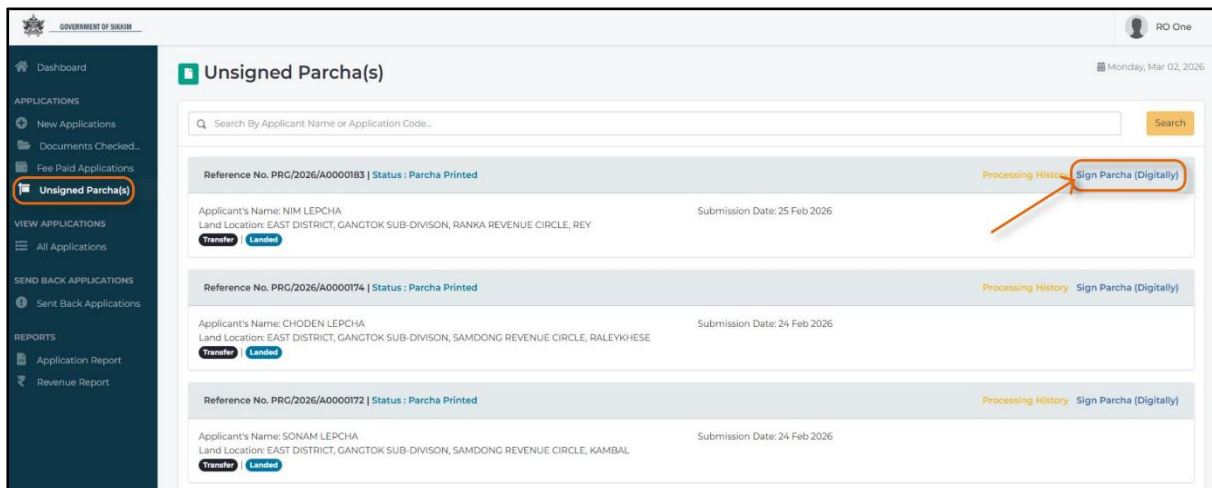 GOVERNMENT OF SIKKIM
RO One
Dashboard
APPLICATIONS
New Applications
Documents Checked...
Fee Paid Applications
Unsigned Parcha(s)
VIEW APPLICATIONS
All Applications
SEND BACK APPLICATIONS
Sent Back Applications
REPORTS
Application Report
Revenue Report
Unsigned Parcha(s)
Monday, Mar 02, 2026
Search By Applicant Name or Application Code...
Search
Reference No. PRG/2026/A0000183 | Status : Parcha Printed
Processing History Sign Parcha (Digitally)
Applicant's Name: NIM LEPCHA
Submission Date: 25 Feb 2026
Land Location: EAST DISTRICT, GANGTOK SUB-DIVISON, RANKA REVENUE CIRCLE, REY
Transfer | Landed
Reference No. PRG/2026/A0000174 | Status : Parcha Printed
Processing History Sign Parcha (Digitally)
Applicant's Name: CHODEN LEPCHA
Submission Date: 24 Feb 2026
Land Location: EAST DISTRICT, GANGTOK SUB-DIVISON, SAMDONG REVENUE CIRCLE, RALEYKHESE
Transfer | Landed
Reference No. PRG/2026/A0000172 | Status : Parcha Printed
Processing History Sign Parcha (Digitally)
Applicant's Name: SONAM LEPCHA
Submission Date: 24 Feb 2026
Land Location: EAST DISTRICT, GANGTOK SUB-DIVISON, SAMDONG REVENUE CIRCLE, KAMBAL
Transfer | Landed